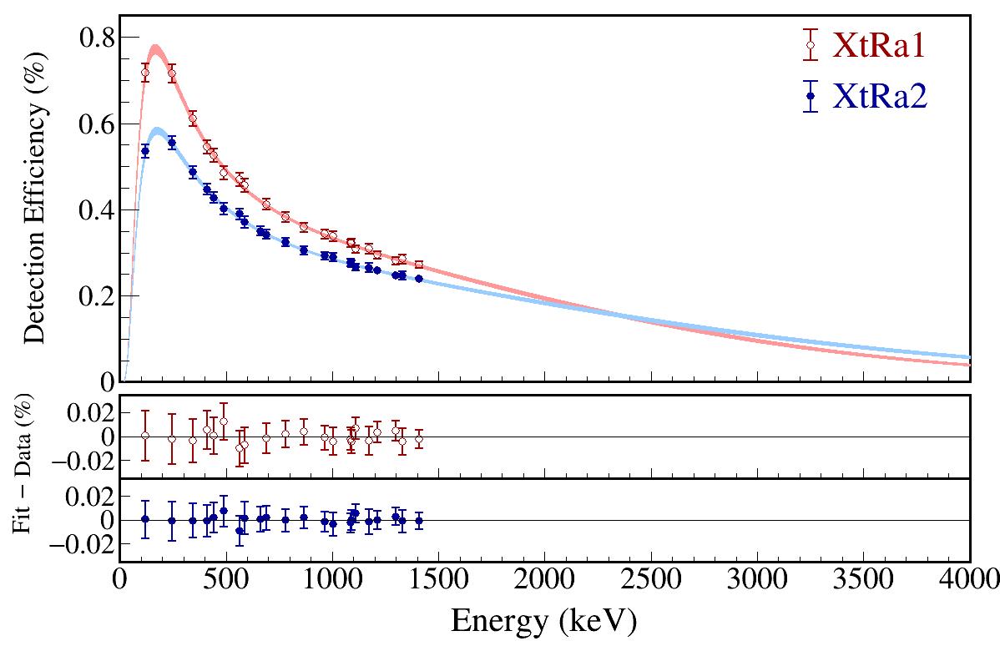 XtRa1
XtRa2
Detection Efficiency (%)
0.8
0.6
0.4
0.2
0
Fit − Data (%)
0.02
0
−0.02
0.02
0
−0.02
0 500 1000 1500 2000 2500 3000 3500 4000
Energy (keV)